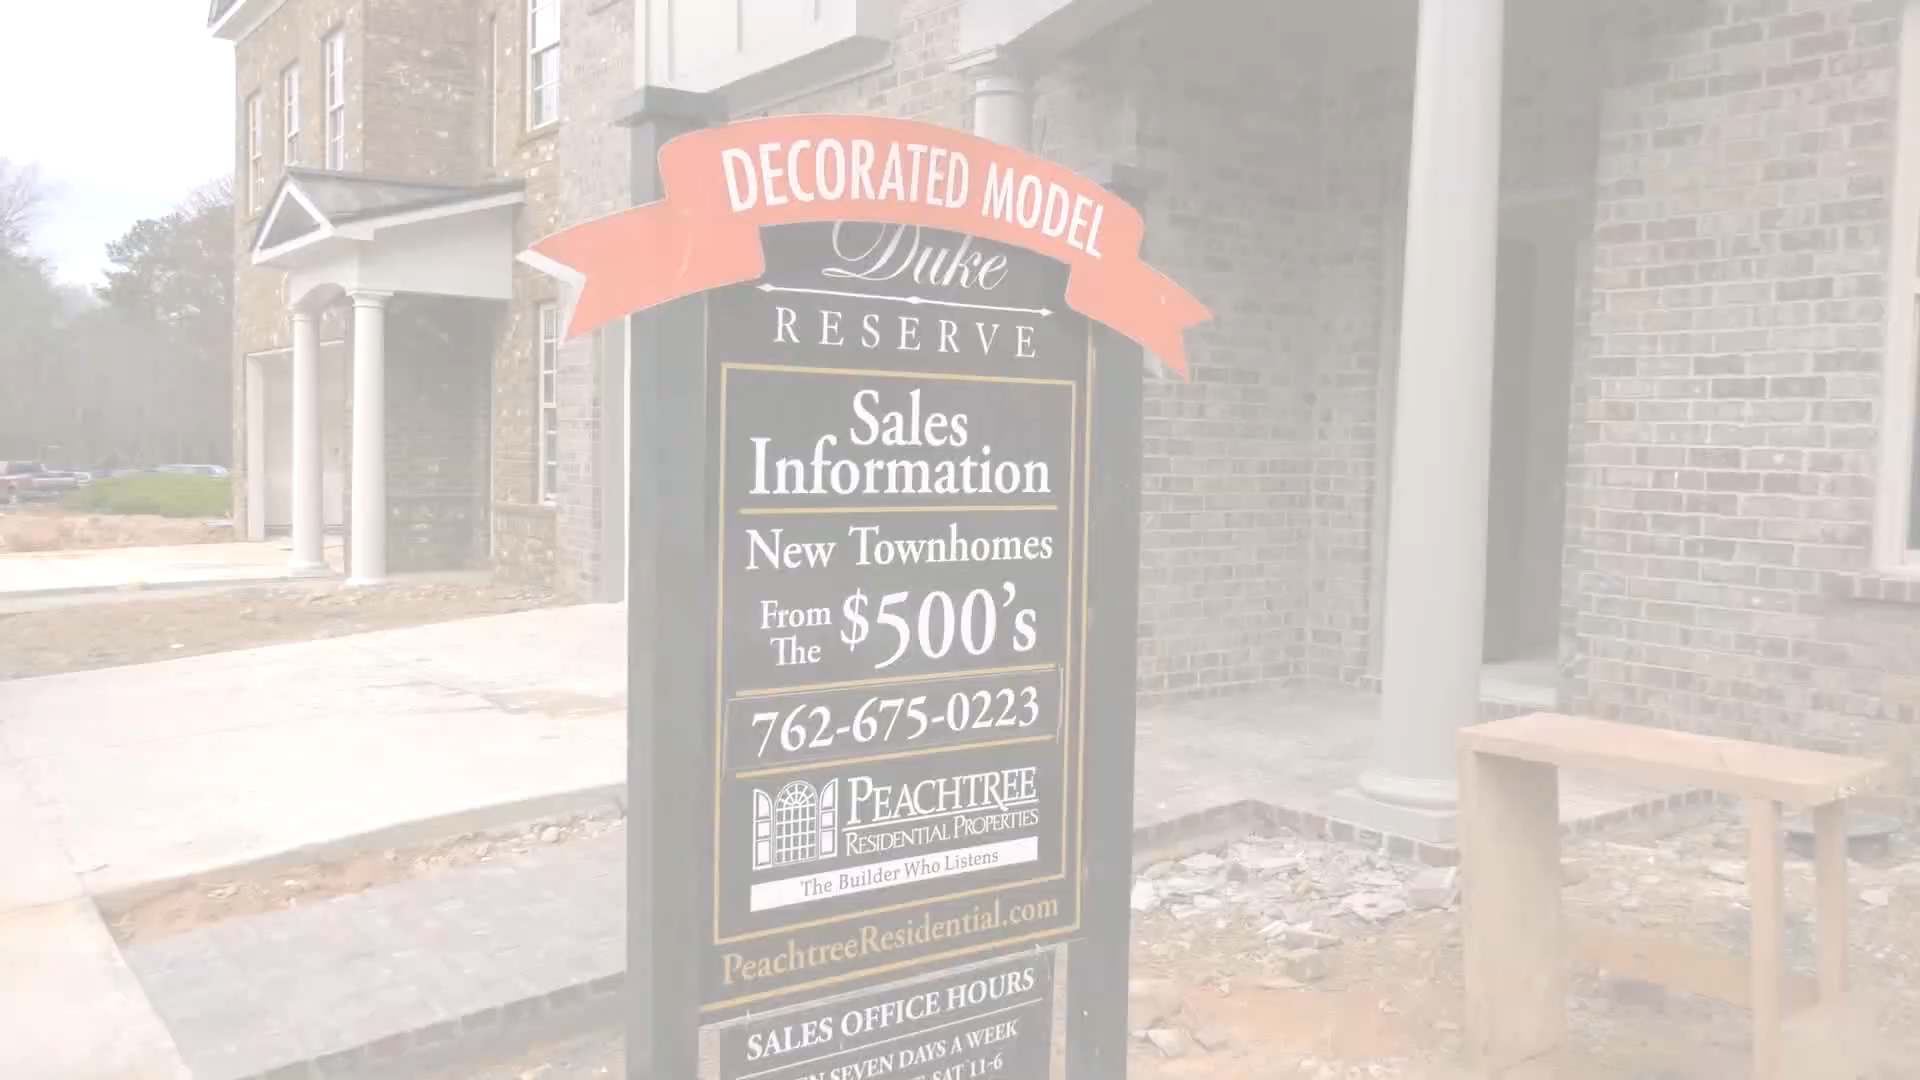 DECORATED MODEL
Duke
RESERVE
Sales
Information
New Townhomes
From
The
$500's
762-675-0223
PEACHTREE
RESIDENTIAL PROPERTIES
The Builder Who Listens
PeachtreeResidential.com
SALES OFFICE HOURS
SEVEN DAYS A WEEK
SAT 11-6